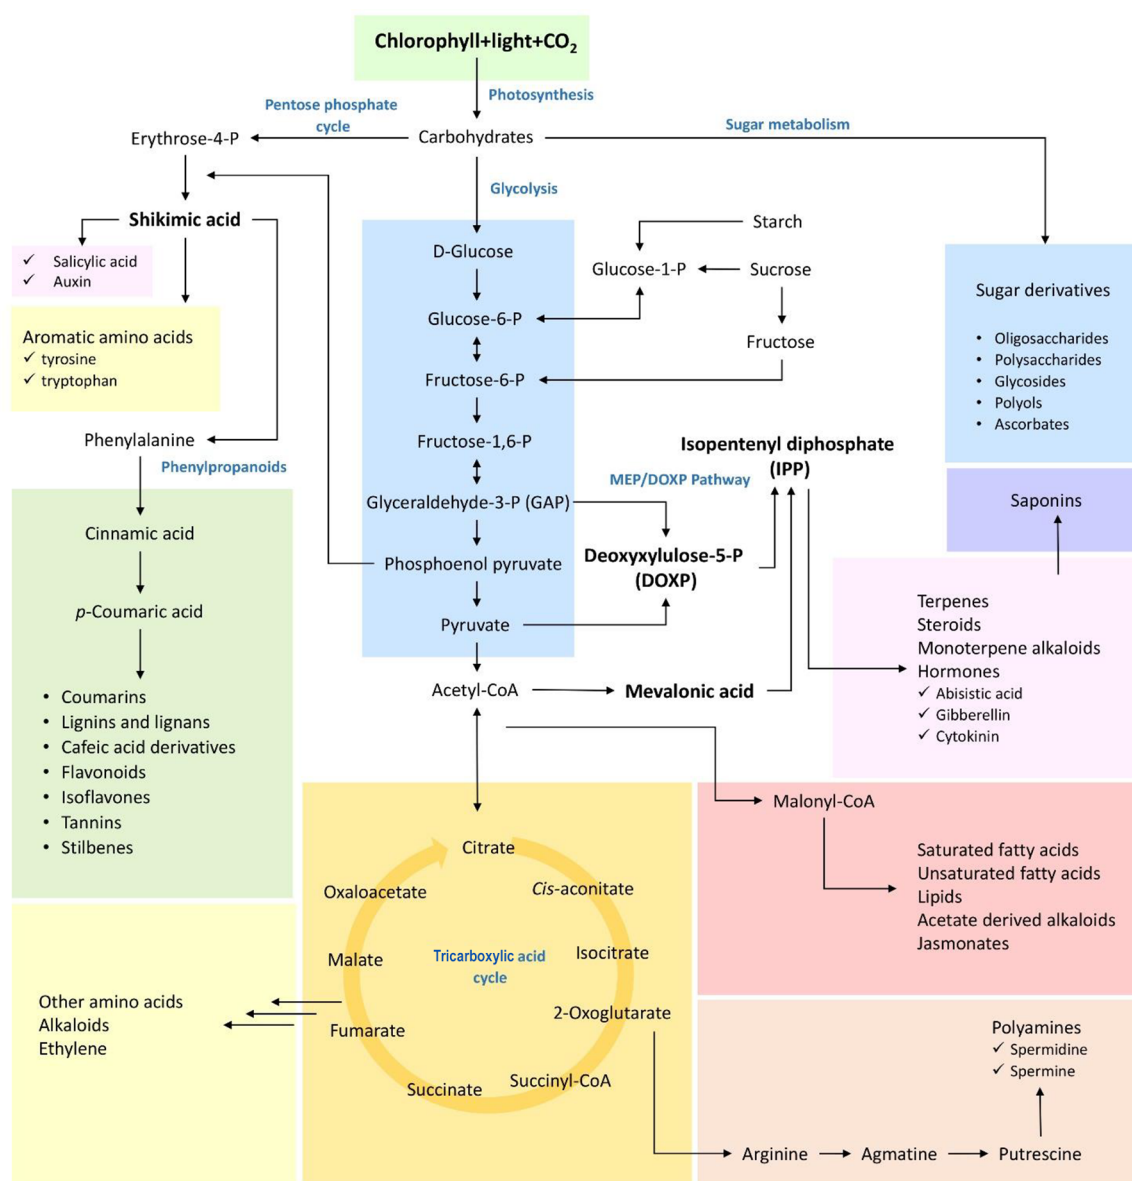 Chlorophyll+light+CO2
Photosynthesis
Pentose phosphate
cycle
Sugar metabolism
Erythrose-4-P
Carbohydrates
Glycolysis
Shikimic acid
✓ Salicylic acid
✓ Auxin
Aromatic amino acids
✓ tyrosine
✓ tryptophan
Phenylalanine
Phenylpropanoids
Cinnamic acid
p-Coumaric acid
• Coumarins
• Lignins and lignans
• Cafeic acid derivatives
• Flavonoids
• Isoflavones
• Tannins
• Stilbenes
D-Glucose
Glucose-6-P
Fructose-6-P
Fructose-1,6-P
Glyceraldehyde-3-P (GAP)
Phosphoenol pyruvate
Pyruvate
Acetyl-CoA
Starch
Glucose-1-P
Sucrose
Fructose
Isopentenyl diphosphate
(IPP)
MEP/DOXP Pathway
Deoxyxylulose-5-P
(DOXP)
Mevalonic acid
Sugar derivatives
• Oligosaccharides
• Polysaccharides
• Glycosides
• Polyols
• Ascorbates
Saponins
Terpenes
Steroids
Monoterpene alkaloids
Hormones
✓ Abisistic acid
✓ Gibberellin
✓ Cytokinin
Malonyl-CoA
Saturated fatty acids
Unsaturated fatty acids
Lipids
Acetate derived alkaloids
Jasmonates
Citrate
Cis-aconitate
Isocitrate
2-Oxoglutarate
Succinyl-CoA
Succinate
Fumarate
Malate
Oxaloacetate
Tricarboxylic acid
cycle
Other amino acids
Alkaloids
Ethylene
Polyamines
✓ Spermidine
✓ Spermine
Arginine
Agmatine
Putrescine